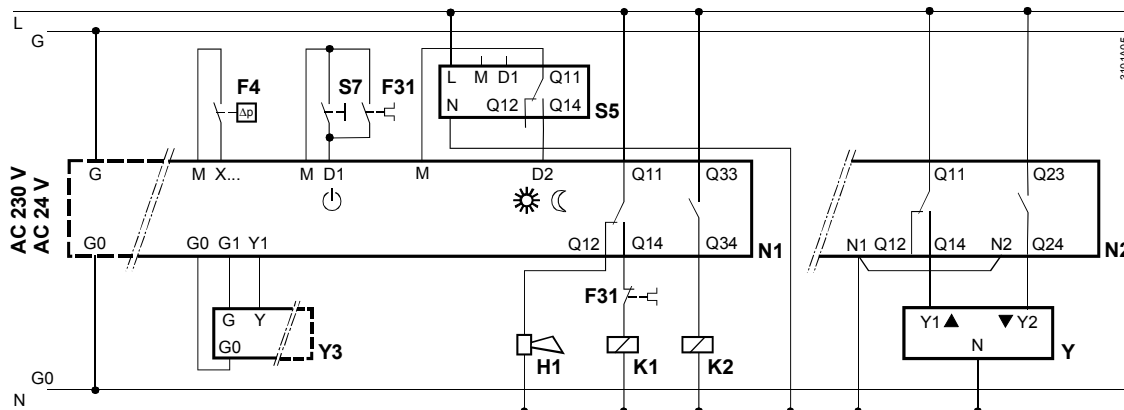 L
G
F4
Δp
S7 F31
L M D1 Q11
N Q12 Q14
S5
AC 230 V
AC 24 V
G M X... M D1 M D2 Q11 Q33
G0 G0 G1 Y1 Q12 Q14 Q34
N1
Q11 Q23
N1 Q12 Q14 N2 Q24
N2
G Y
G0
Y3
F31
H1 K1 K2
Y1 ▲ ▼ Y2
N
Y
G0
N